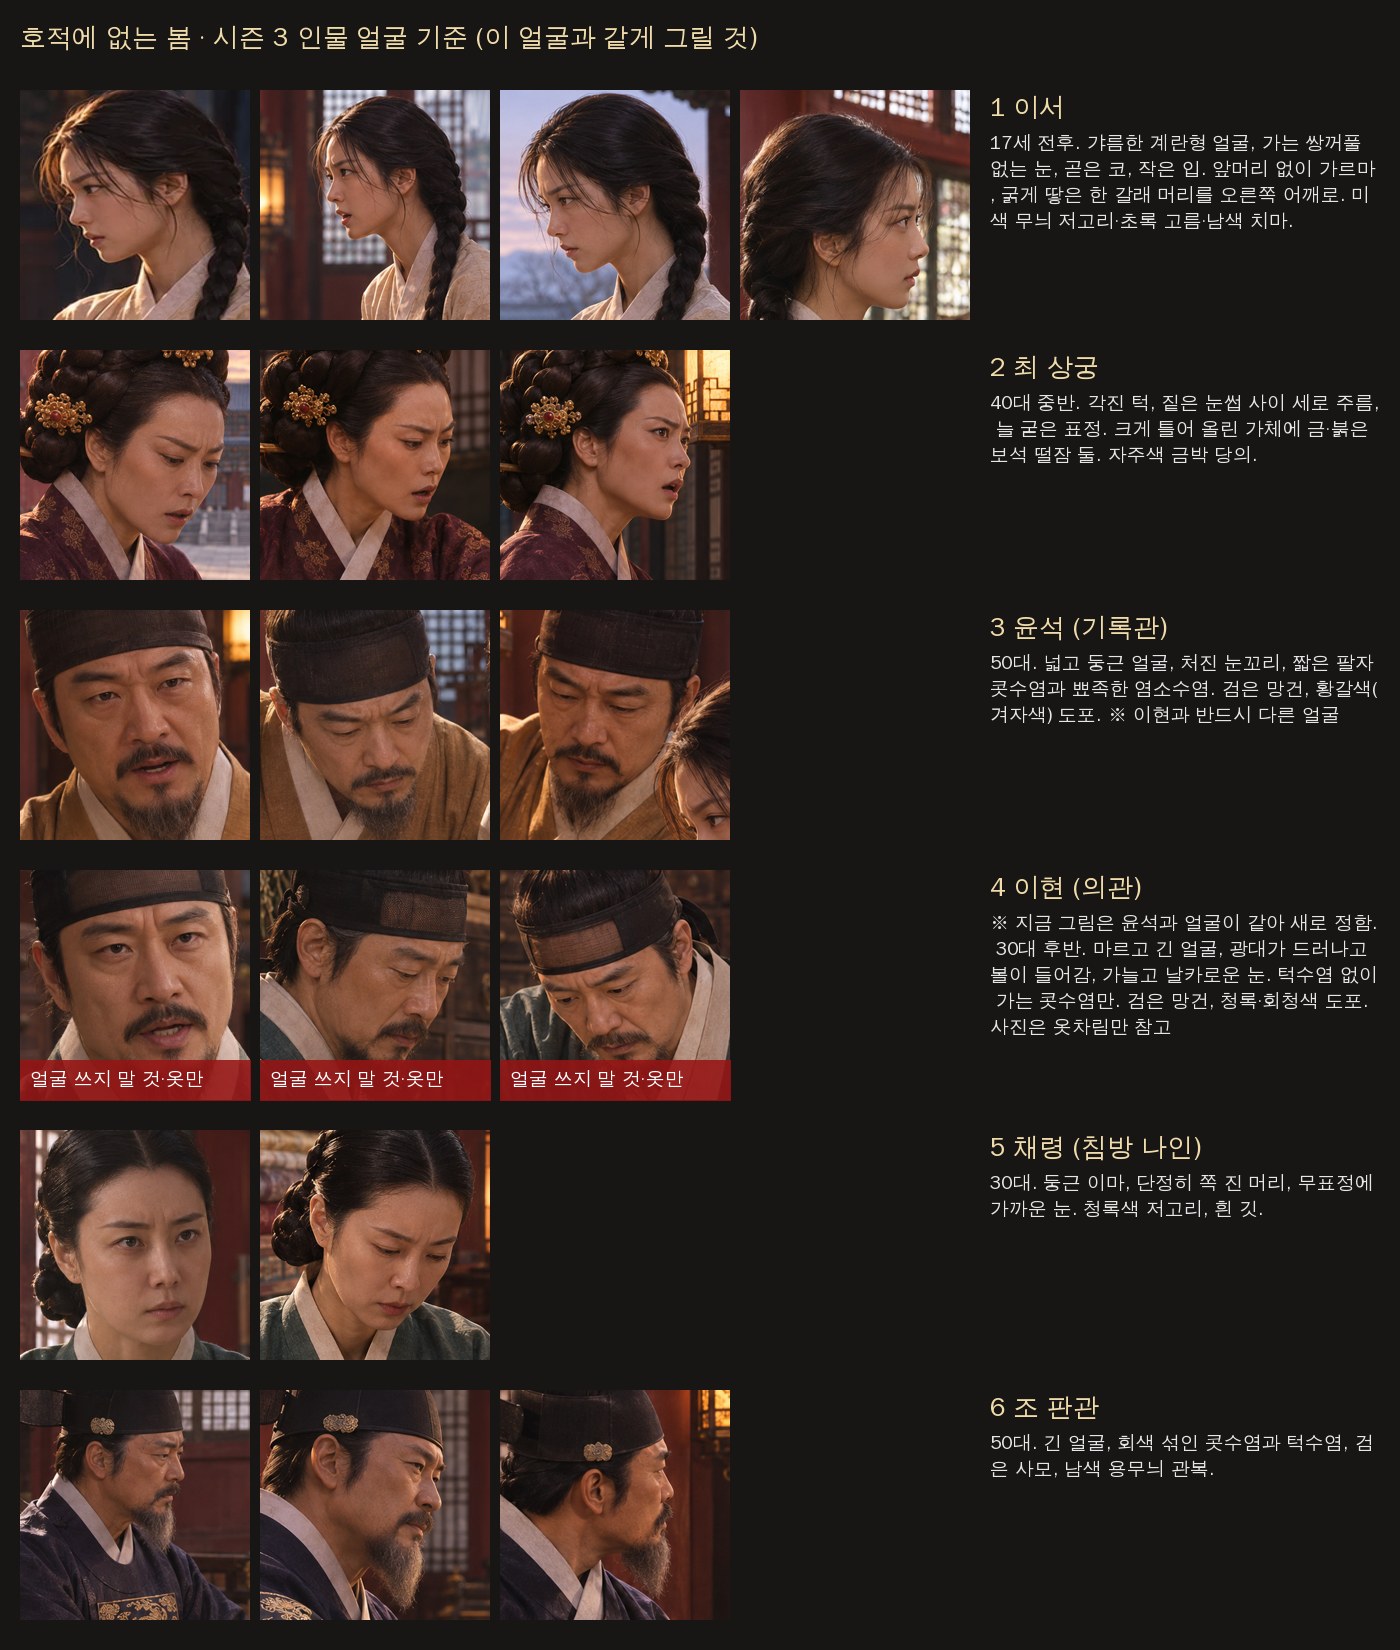 호적에 없는 봄 · 시즌 3 인물 얼굴 기준 (이 얼굴과 같게 그릴 것)
1 이서
17세 전후. 갸름한 계란형 얼굴, 가는 쌍꺼풀
없는 눈, 곧은 코, 작은 입. 앞머리 없이 가르마
, 굵게 땋은 한 갈래 머리를 오른쪽 어깨로. 미
색 무늬 저고리·초록 고름·남색 치마.
2 최 상궁
40대 중반. 각진 턱, 짙은 눈썹 사이 세로 주름,
늘 굳은 표정. 크게 틀어 올린 가체에 금·붉은
보석 떨잠 둘. 자주색 금박 당의.
3 윤석 (기록관)
50대. 넓고 둥근 얼굴, 처진 눈꼬리, 짧은 팔자
콧수염과 뾰족한 염소수염. 검은 망건, 황갈색(
겨자색) 도포. ※ 이현과 반드시 다른 얼굴
4 이현 (의관)
※ 지금 그림은 윤석과 얼굴이 같아 새로 정함.
30대 후반. 마르고 긴 얼굴, 광대가 드러나고
볼이 들어감, 가늘고 날카로운 눈. 턱수염 없이
가는 콧수염만. 검은 망건, 청록·회청색 도포.
사진은 옷차림만 참고
얼굴 쓰지 말 것·옷만
얼굴 쓰지 말 것·옷만
얼굴 쓰지 말 것·옷만
5 채령 (침방 나인)
30대. 둥근 이마, 단정히 쪽 진 머리, 무표정에
가까운 눈. 청록색 저고리, 흰 깃.
6 조 판관
50대. 긴 얼굴, 회색 섞인 콧수염과 턱수염, 검
은 사모, 남색 용무늬 관복.